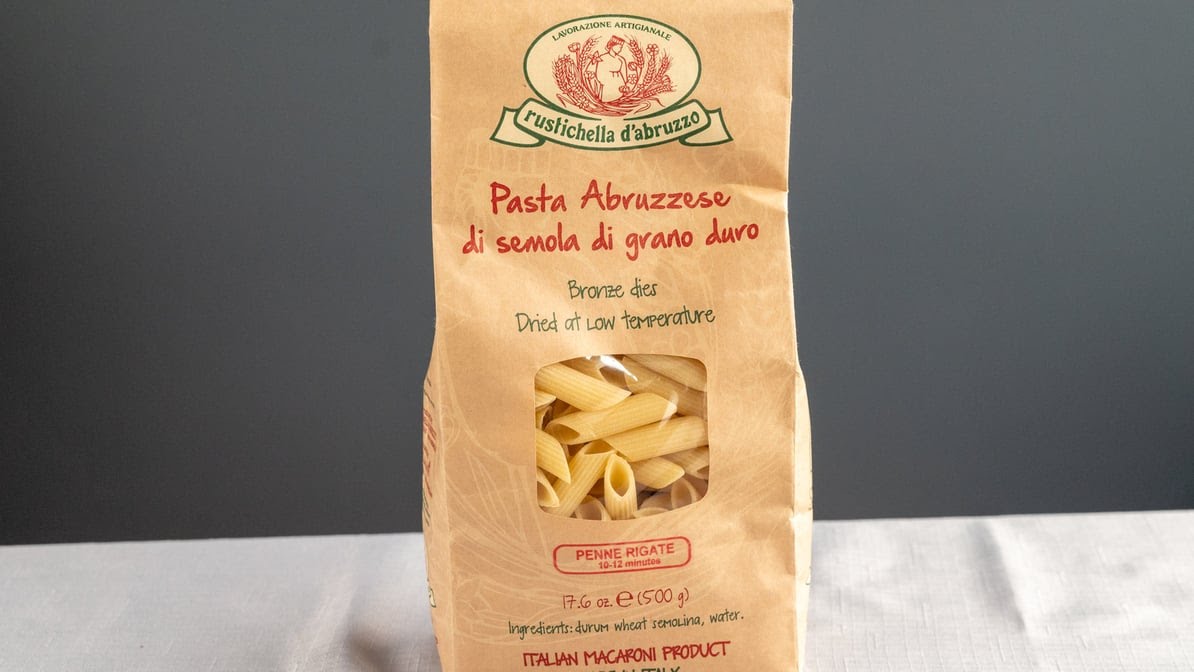 LAVORAZIONE ARTIGIANALE
rustichella d'abruzzo
Pasta Abruzzese
di semola di grano duro
Bronze dies
Dried at low temperature
PENNE RIGATE
10-12 minutes
17.6 oz. ℮ (500 g)
Ingredients: durum wheat semolina, water.
ITALIAN MACARONI PRODUCT